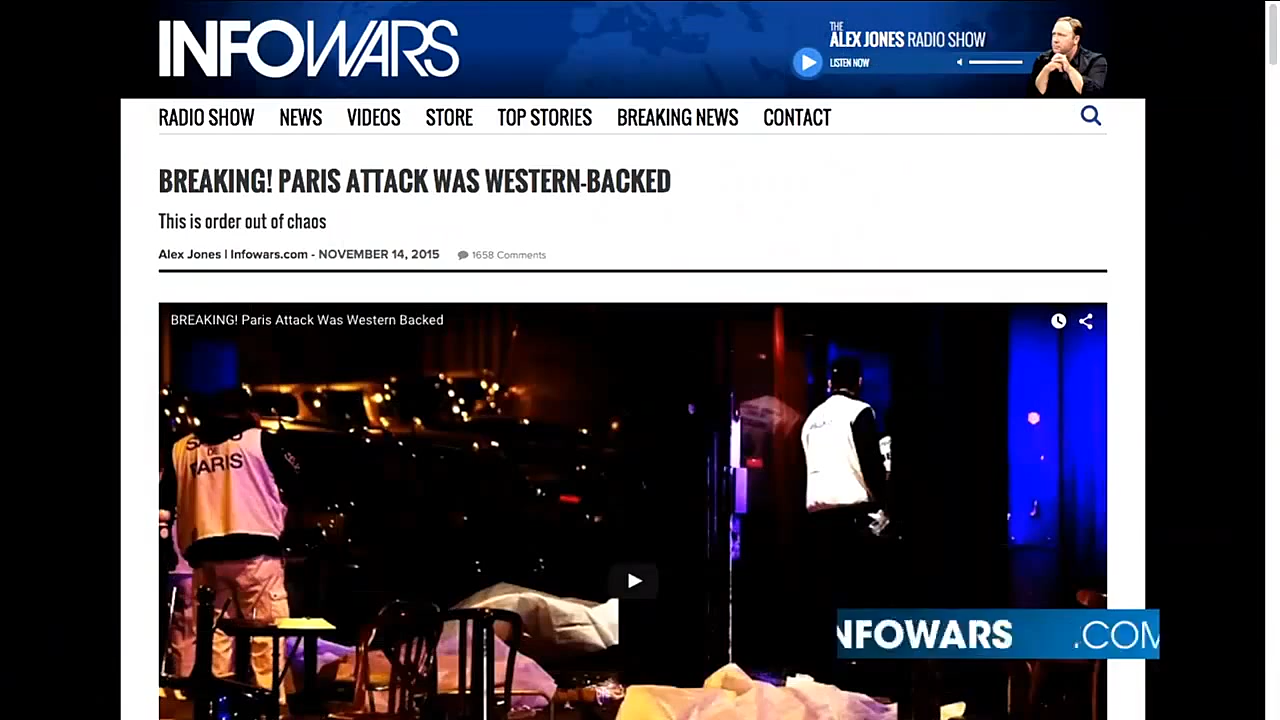 INFOWARS
THE
ALEX JONES RADIO SHOW
LISTEN NOW
RADIO SHOW NEWS VIDEOS STORE TOP STORIES BREAKING NEWS CONTACT
BREAKING! PARIS ATTACK WAS WESTERN-BACKED
This is order out of chaos
Alex Jones | Infowars.com - NOVEMBER 14, 2015 1658 Comments
BREAKING! Paris Attack Was Western Backed
PARIS
NFOWARS .COM